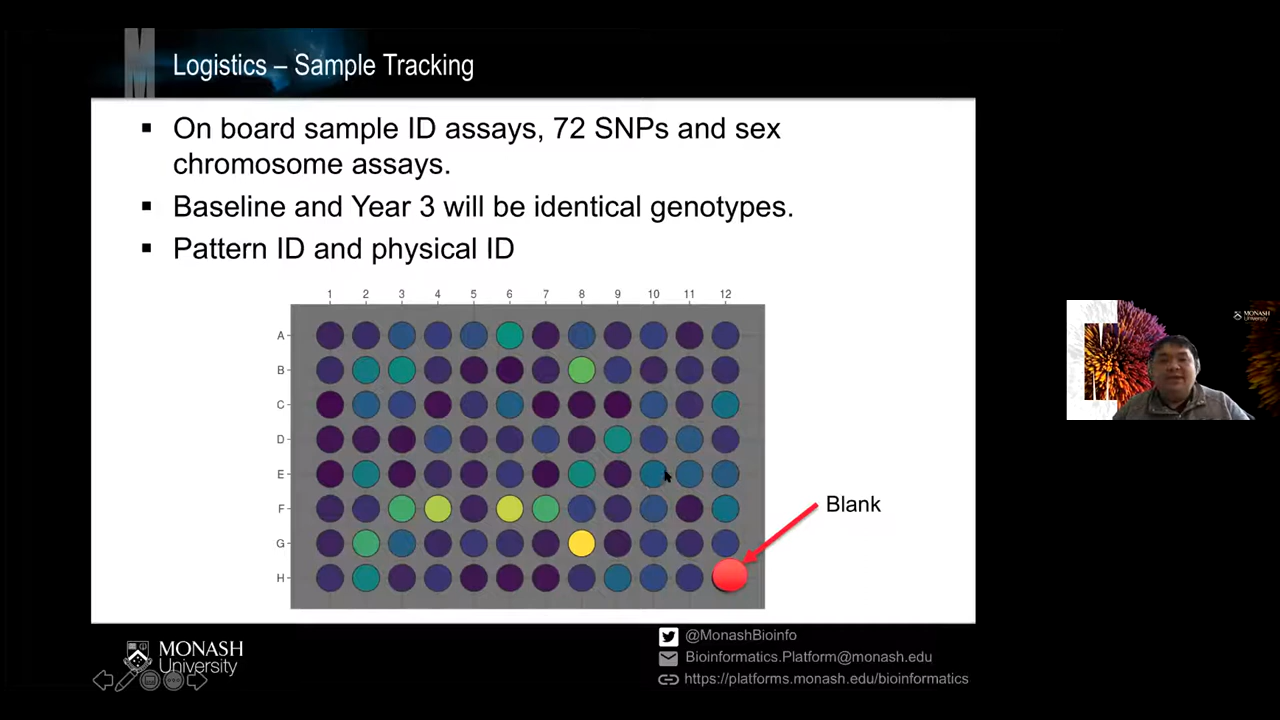 Logistics – Sample Tracking
▪ On board sample ID assays, 72 SNPs and sex
chromosome assays.
▪ Baseline and Year 3 will be identical genotypes.
▪ Pattern ID and physical ID
1 2 3 4 5 6 7 8 9 10 11 12
A
B
C
D
E
F
G
H
Blank
MONASH
University
@MonashBioinfo
Bioinformatics.Platform@monash.edu
https://platforms.monash.edu/bioinformatics
MONASH
University